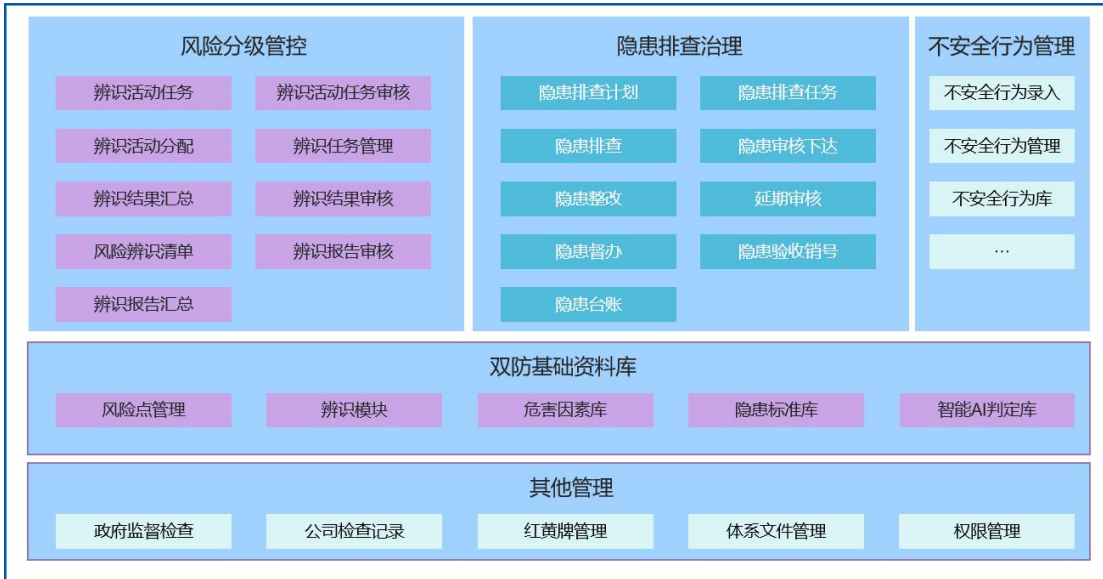 风险分级管控
辨识活动任务
辨识活动任务审核
辨识活动分配
辨识任务管理
辨识结果汇总
辨识结果审核
风险辨识清单
辨识报告审核
辨识报告汇总
隐患排查治理
隐患排查计划
隐患排查任务
隐患排查
隐患审核下达
隐患整改
延期审核
隐患督办
隐患验收销号
隐患台账
不安全行为管理
不安全行为录入
不安全行为管理
不安全行为库
…
双防基础资料库
风险点管理
辨识模块
危害因素库
隐患标准库
智能AI判定库
其他管理
政府监督检查
公司检查记录
红黄牌管理
体系文件管理
权限管理